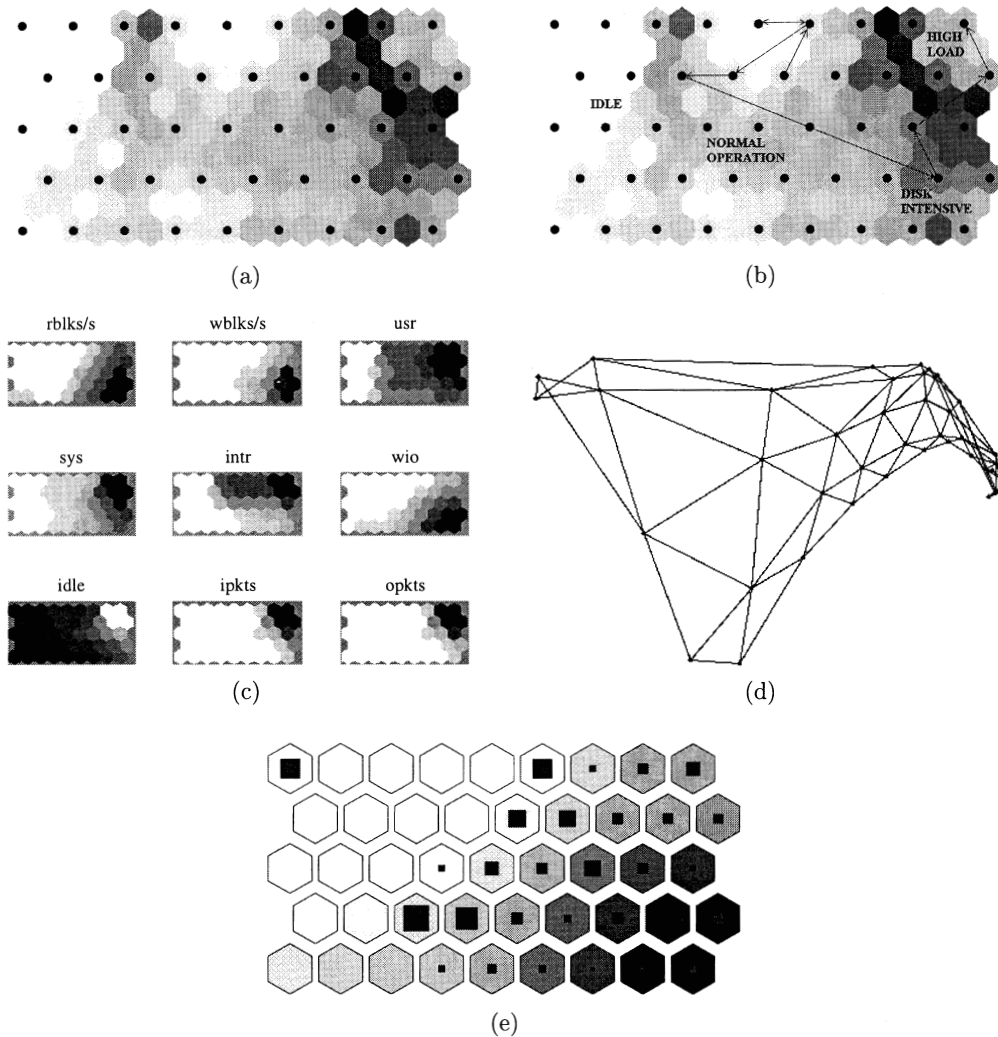 HIGH
LOAD
IDLE
NORMAL
OPERATION
DISK
INTENSIVE
(a)
(b)
rblks/s
wblks/s
usr
sys
intr
wio
idle
ipkts
opkts
(c)
(d)
(e)